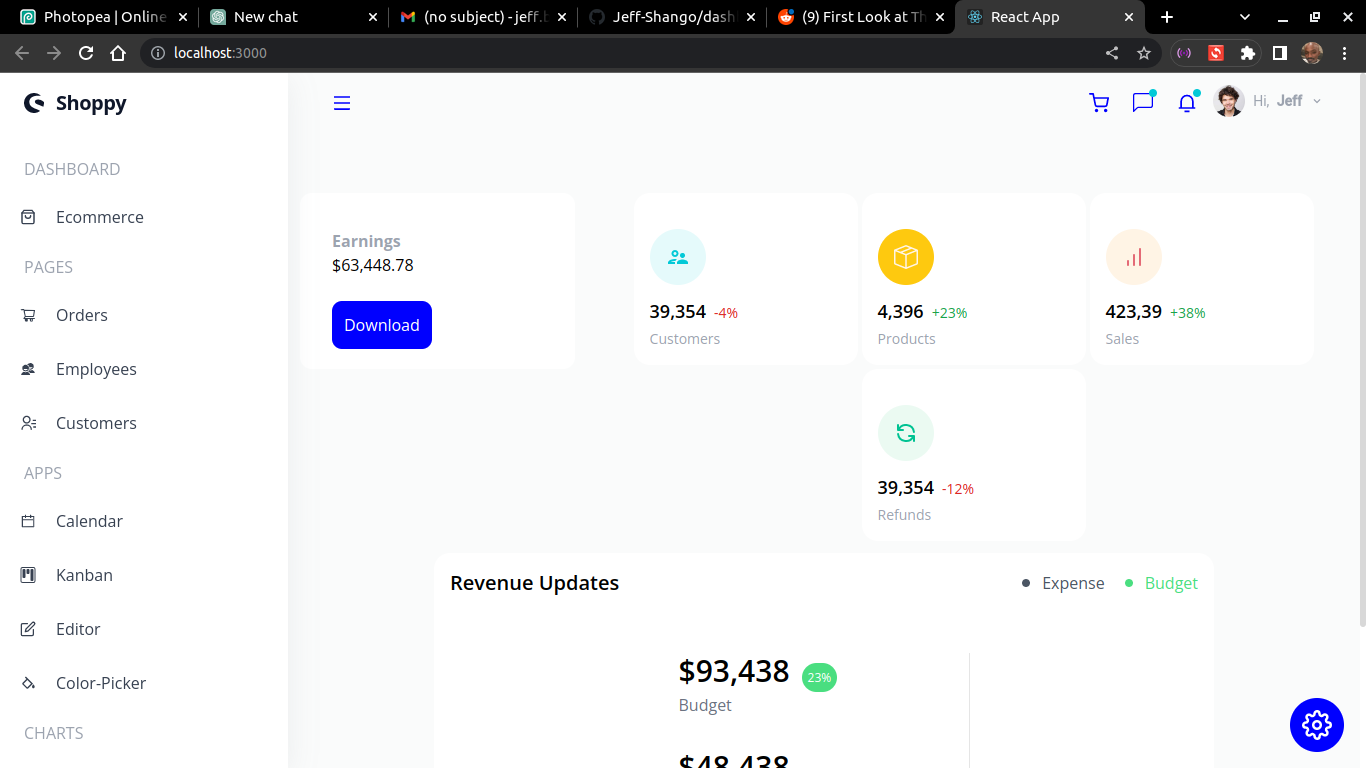 Photopea | Online
New chat
(no subject) - jeff.b
Jeff-Shango/dash
(9) First Look at Th
React App
localhost:3000
Shoppy
Hi, Jeff
DASHBOARD
Ecommerce
PAGES
Orders
Employees
Customers
APPS
Calendar
Kanban
Editor
Color-Picker
CHARTS
Earnings
$63,448.78
Download
39,354 -4%
Customers
4,396 +23%
Products
423,39 +38%
Sales
39,354 -12%
Refunds
Revenue Updates
Expense
Budget
$93,438 23%
Budget
$48,438